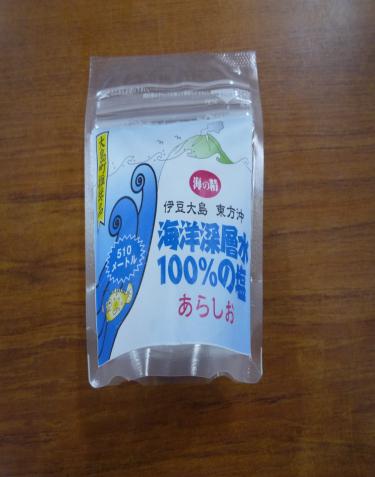 海の精
伊豆大島 東方沖
海洋深層水
100%の塩
あらしお
510
メートル